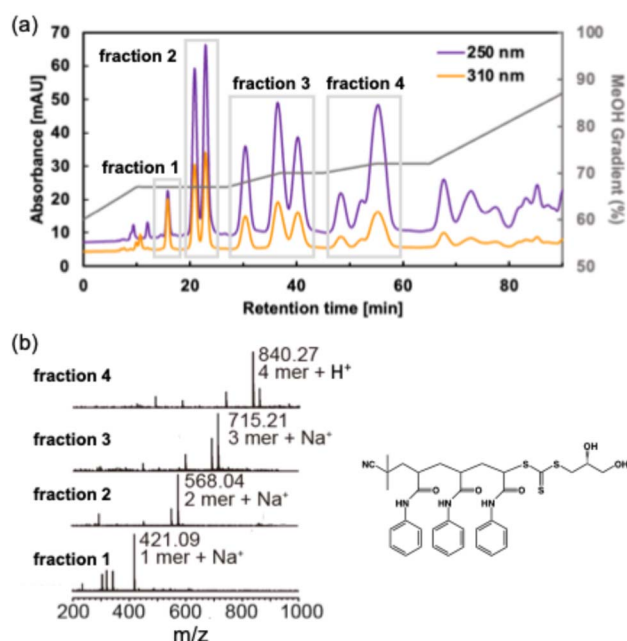 (a)
70
60
50
40
30
20
10
0
Absorbance [mAU]
fraction 2
fraction 1
fraction 3
fraction 4
250 nm
310 nm
100
90
80
70
60
50
MeOH Gradient (%)
0
20
40
60
80
Retention time [min]
(b)
fraction 4
840.27
4 mer + H⁺
fraction 3
715.21
3 mer + Na⁺
fraction 2
568.04
2 mer + Na⁺
fraction 1
421.09
1 mer + Na⁺
200
400
600
800
1000
m/z
NC
S
S
S
OH
OH
HN
O
HN
O
HN
O